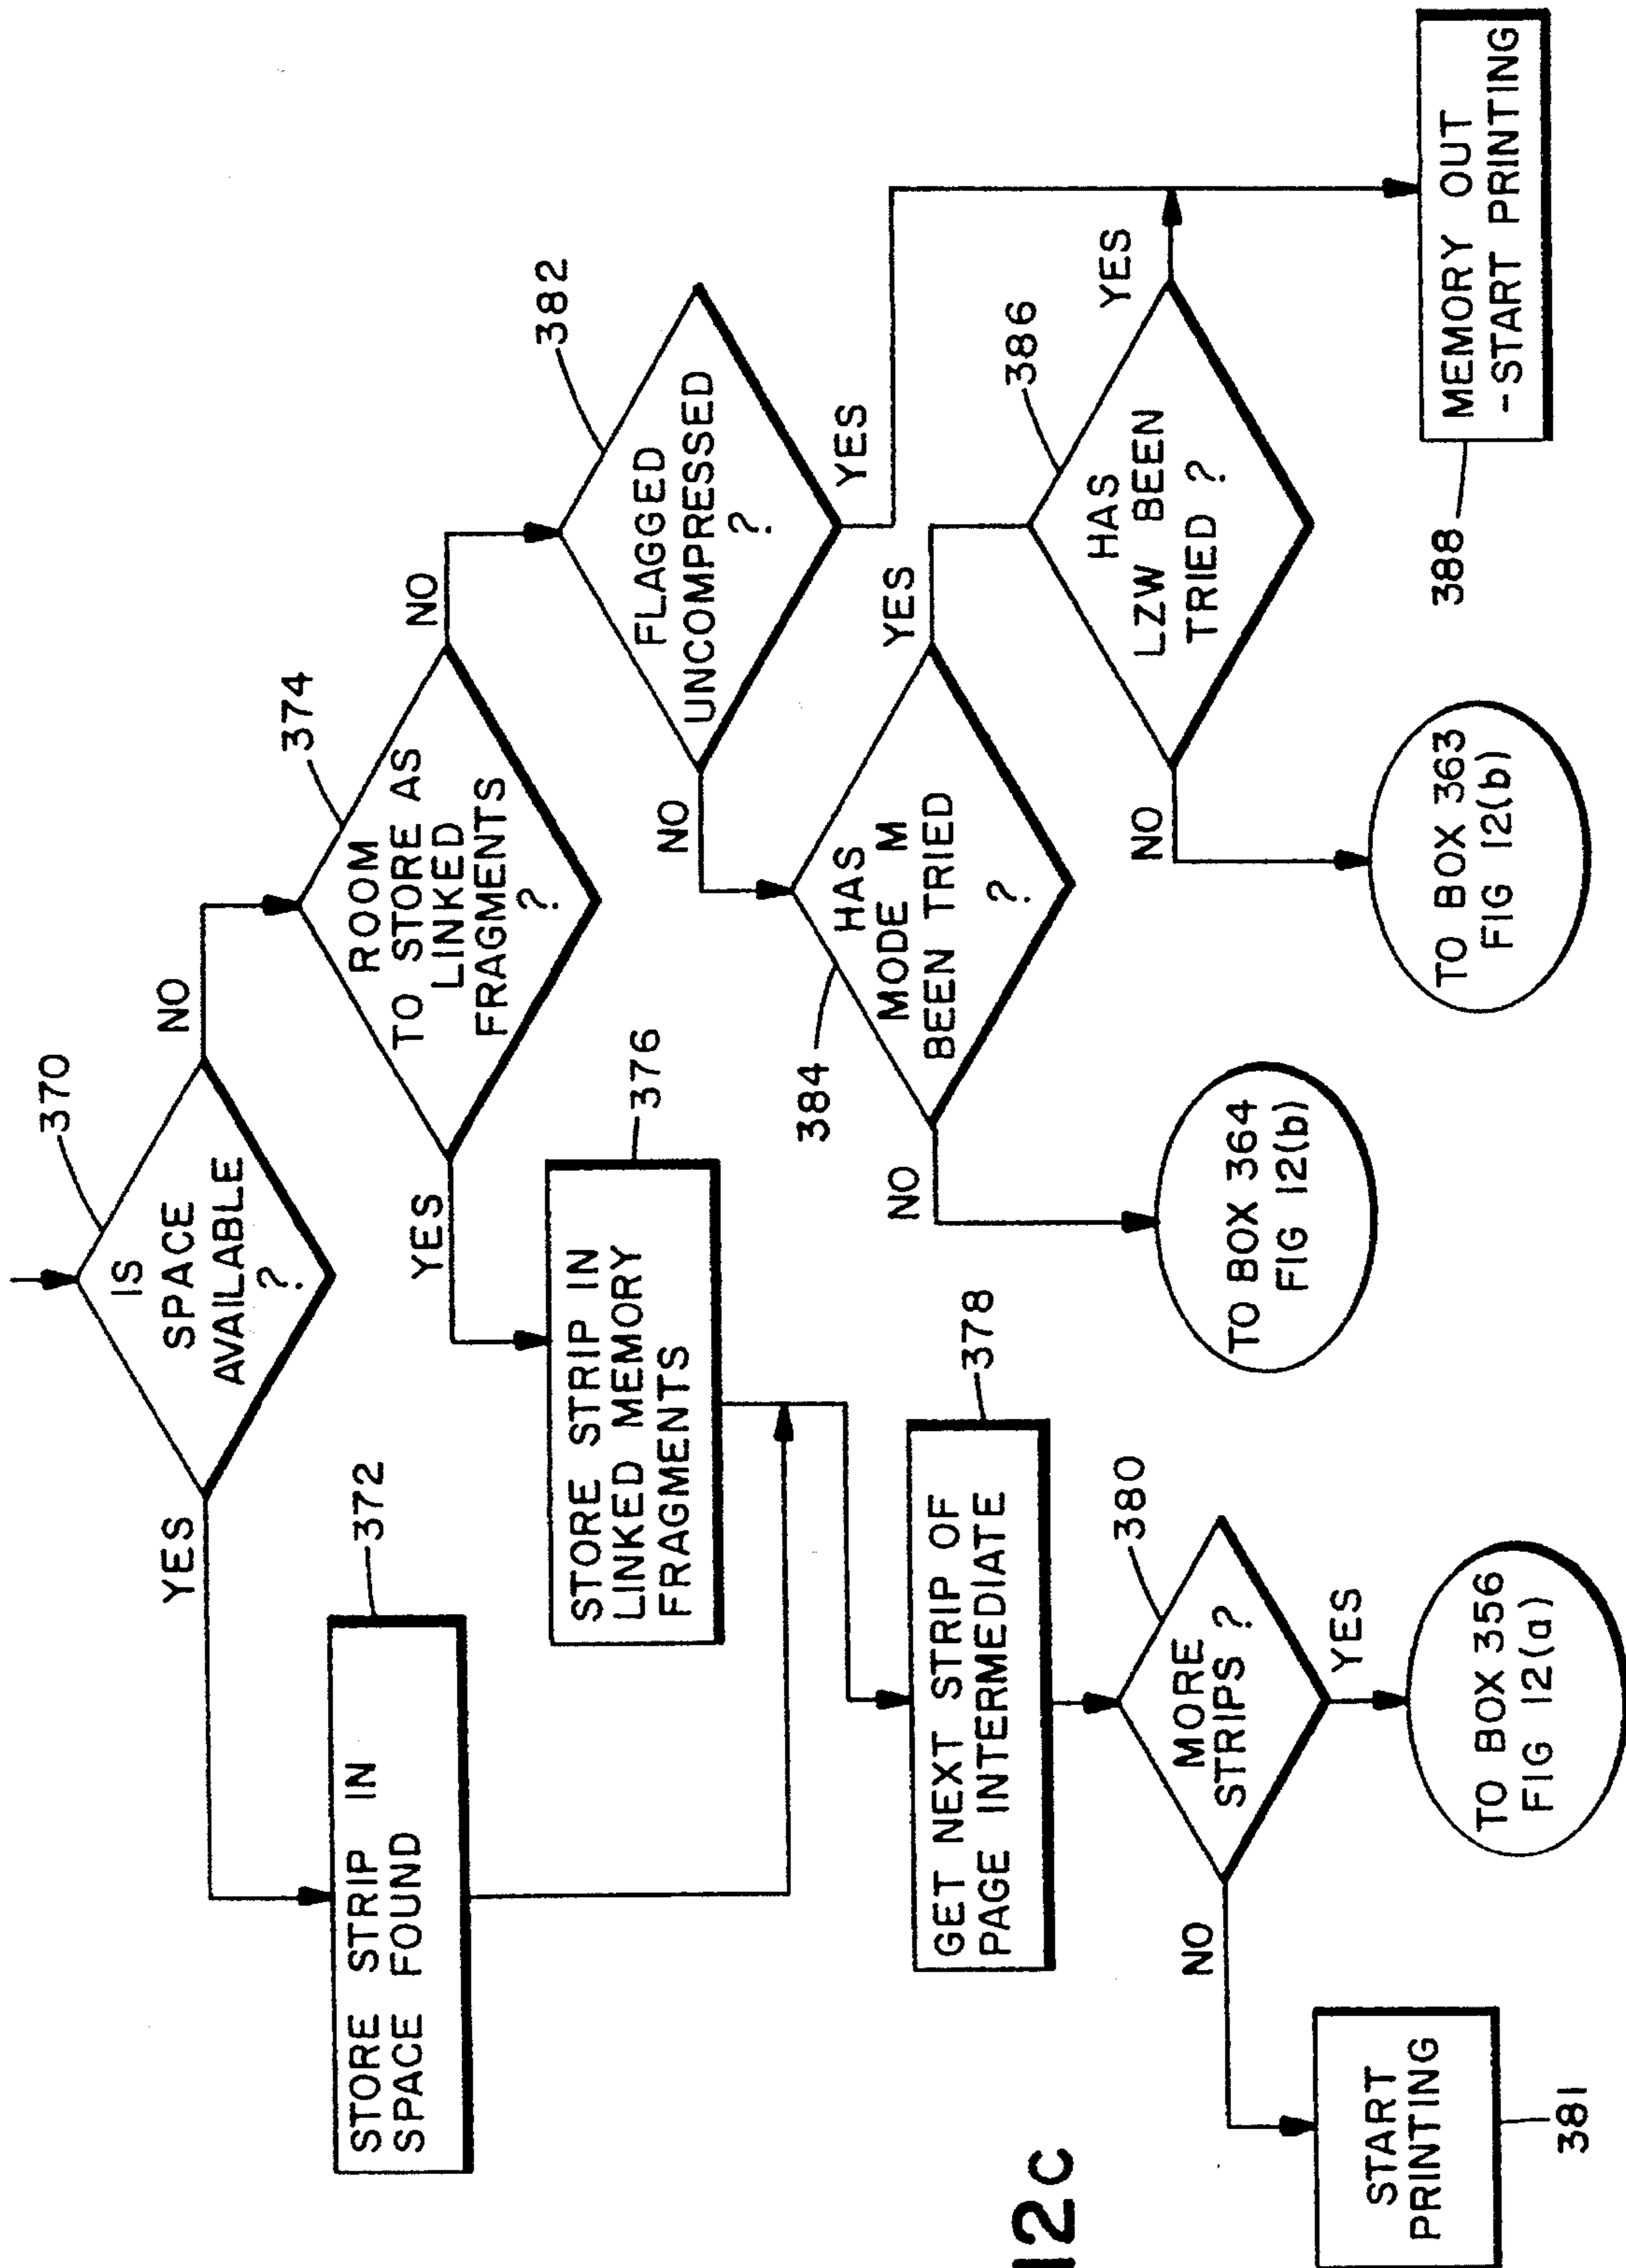 370
IS
SPACE
AVAILABLE
?
YES
NO
372
STORE STRIP IN
SPACE FOUND
374
ROOM
TO STORE AS
LINKED
FRAGMENTS
?
YES
NO
376
STORE STRIP IN
LINKED MEMORY
FRAGMENTS
382
FLAGGED
UNCOMPRESSED
?
NO
YES
378
GET NEXT STRIP OF
PAGE INTERMEDIATE
384
HAS
MODE M
BEEN TRIED
?
NO
YES
386
HAS
LZW BEEN
TRIED ?
NO
YES
380
MORE
STRIPS ?
NO
YES
START
PRINTING
381
TO BOX 356
FIG 12(a)
TO BOX 364
FIG 12(b)
TO BOX 363
FIG 12(b)
388
MEMORY OUT
-START PRINTING
12C